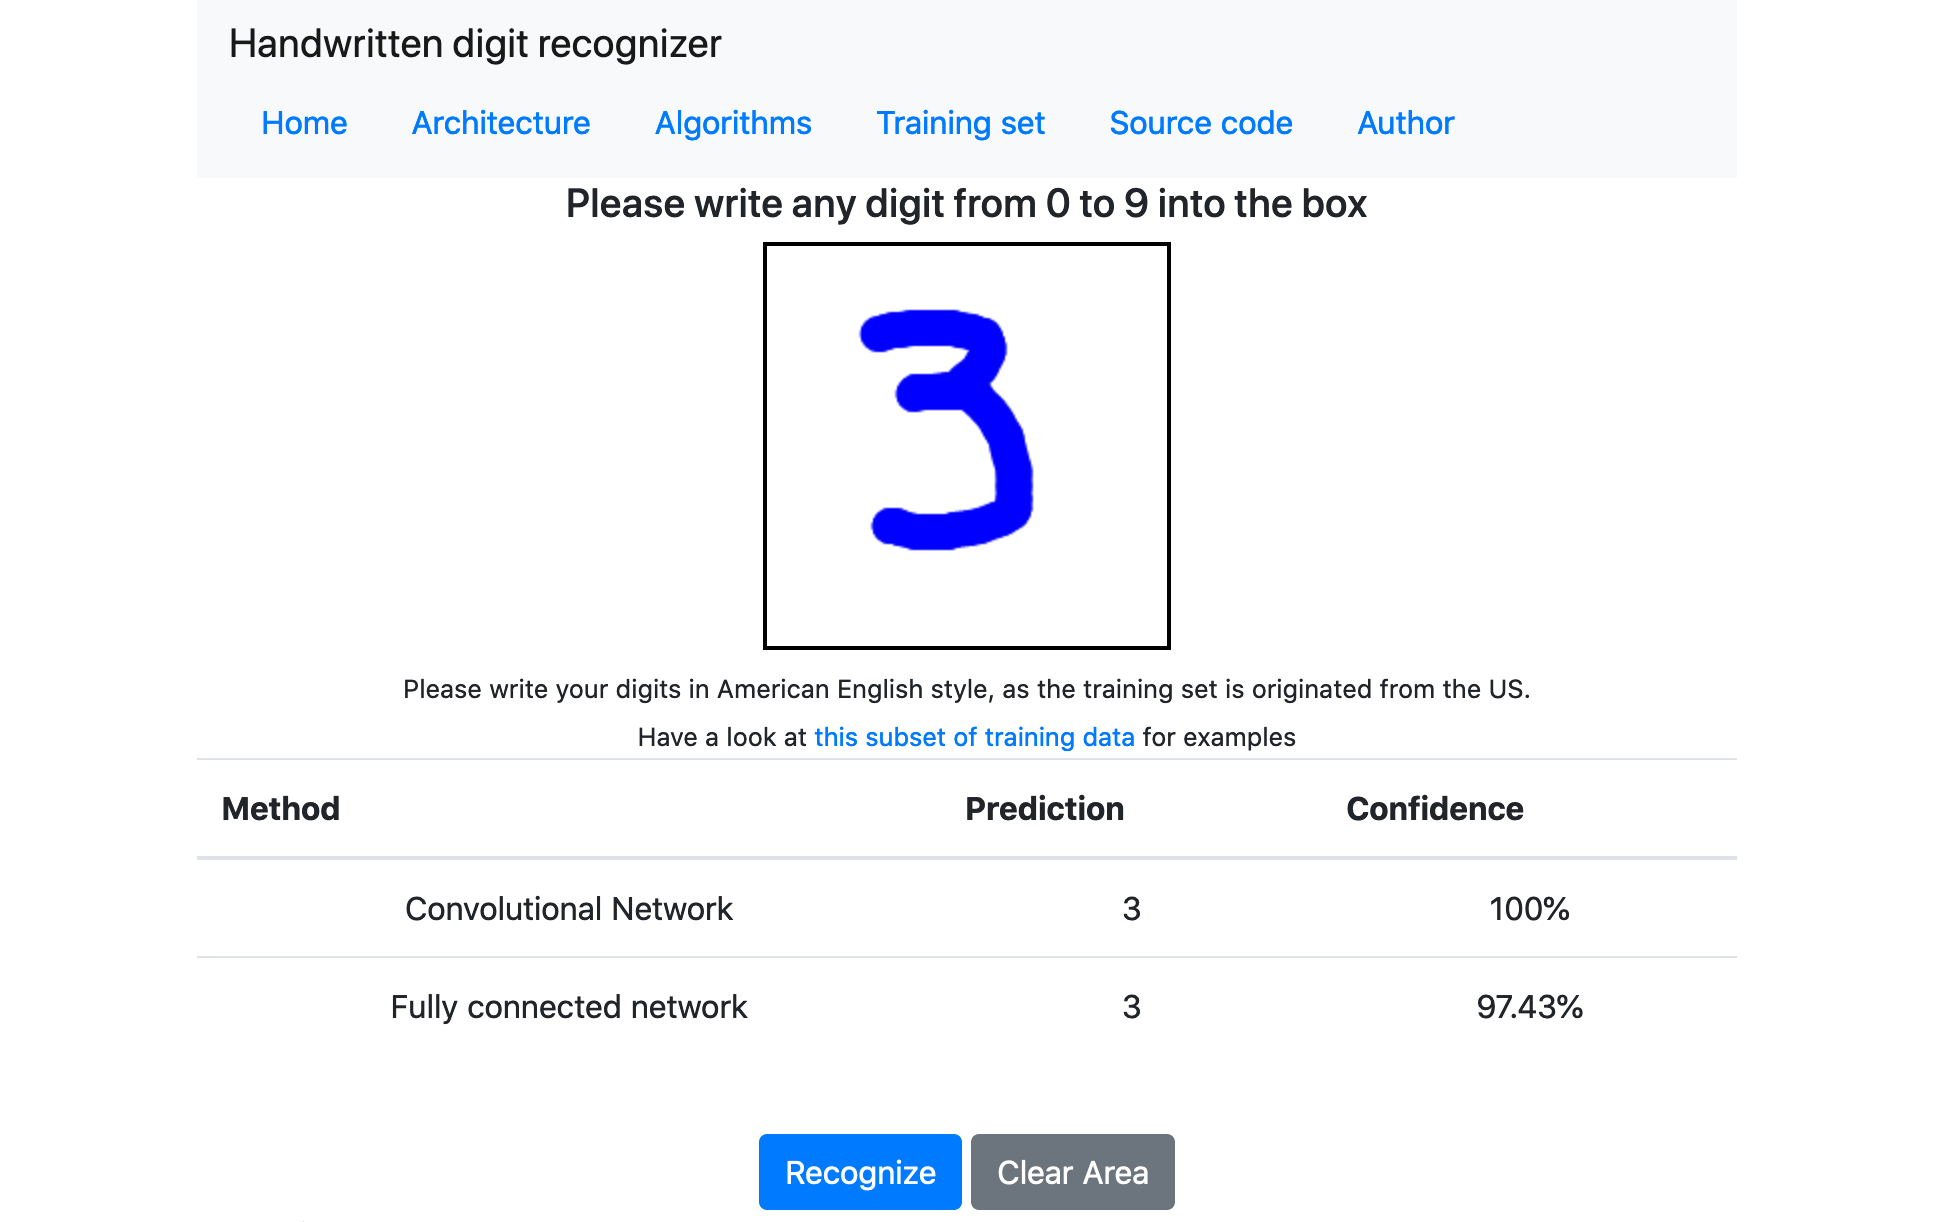 Handwritten digit recognizer
Home Architecture Algorithms Training set Source code Author
Please write any digit from 0 to 9 into the box
3
Please write your digits in American English style, as the training set is originated from the US.
Have a look at this subset of training data for examples
Method Prediction Confidence
Convolutional Network 3 100%
Fully connected network 3 97.43%
Recognize Clear Area